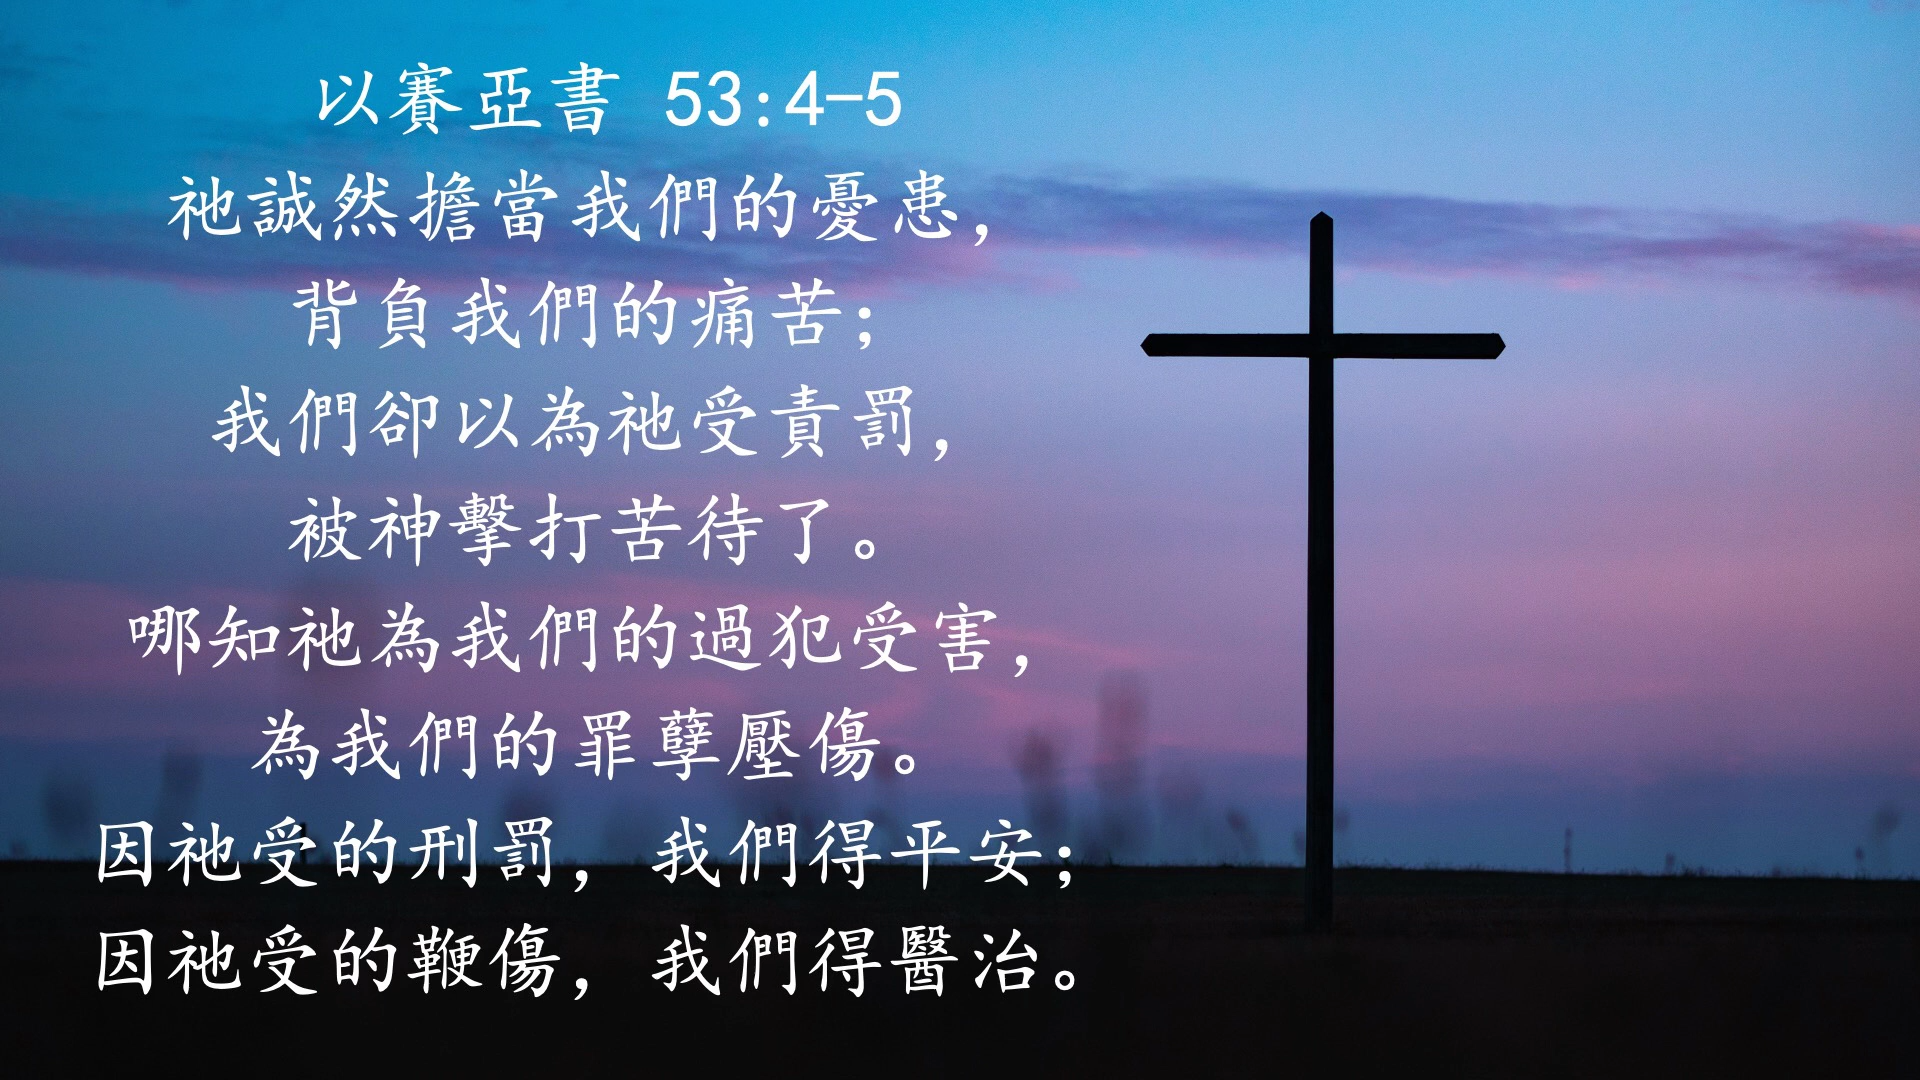 以賽亞書 53:4-5
祂誠然擔當我們的憂患，
背負我們的痛苦；
我們卻以為祂受責罰，
被神擊打苦待了。
哪知祂為我們的過犯受害，
為我們的罪孽壓傷。
因祂受的刑罰，我們得平安；
因祂受的鞭傷，我們得醫治。